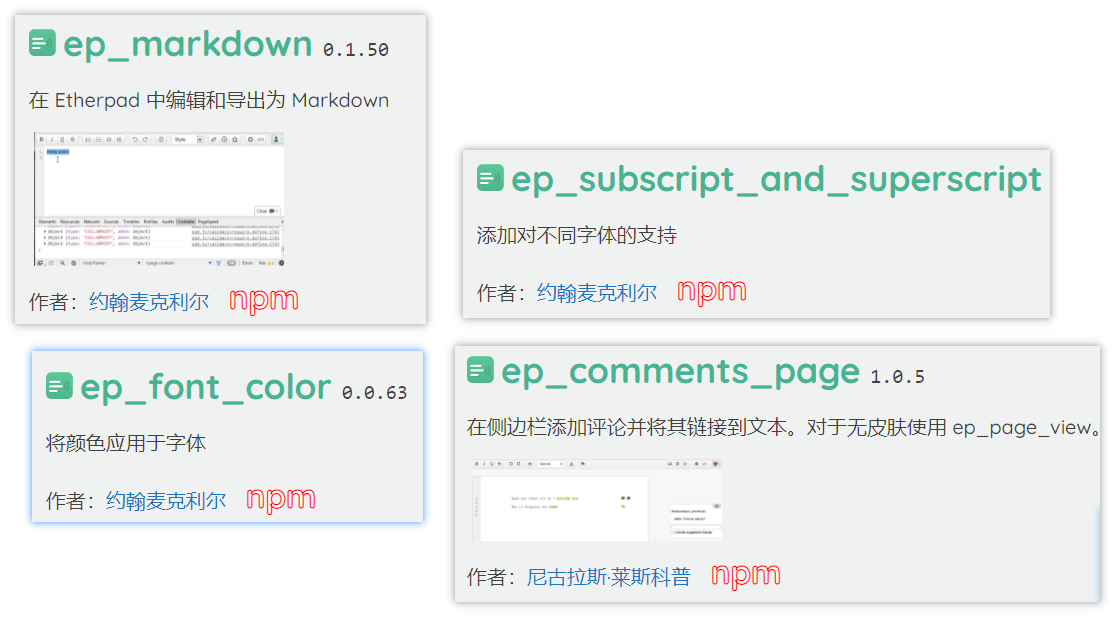 ep_markdown 0.1.50
在 Etherpad 中编辑和导出为 Markdown
Style
Chat
Elements Resources Network Sources Timeline Profiles Audits Console PageSpeed
作者：约翰麦克利尔 npm
ep_subscript_and_superscript
添加对不同字体的支持
作者：约翰麦克利尔 npm
ep_font_color 0.0.63
将颜色应用于字体
作者：约翰麦克利尔 npm
ep_comments_page 1.0.5
在侧边栏添加评论并将其链接到文本。对于无皮肤使用 ep_page_view。
作者：尼古拉斯·莱斯科普 npm